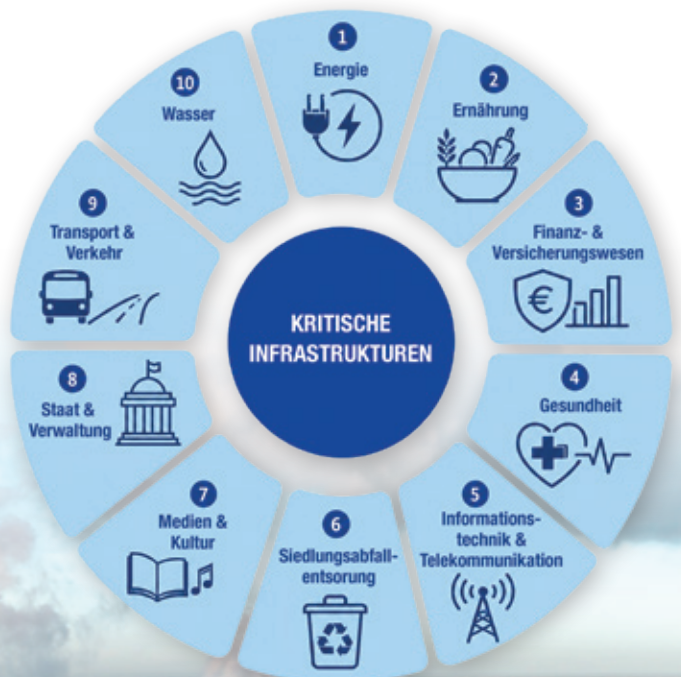 KRITISCHE
INFRASTRUKTUREN
1
Energie
2
Ernährung
3
Finanz- &
Versicherungswesen
€
4
Gesundheit
5
Informations-
technik &
Telekommunikation
6
Siedlungsabfall-
entsorung
7
Medien &
Kultur
8
Staat &
Verwaltung
9
Transport &
Verkehr
10
Wasser